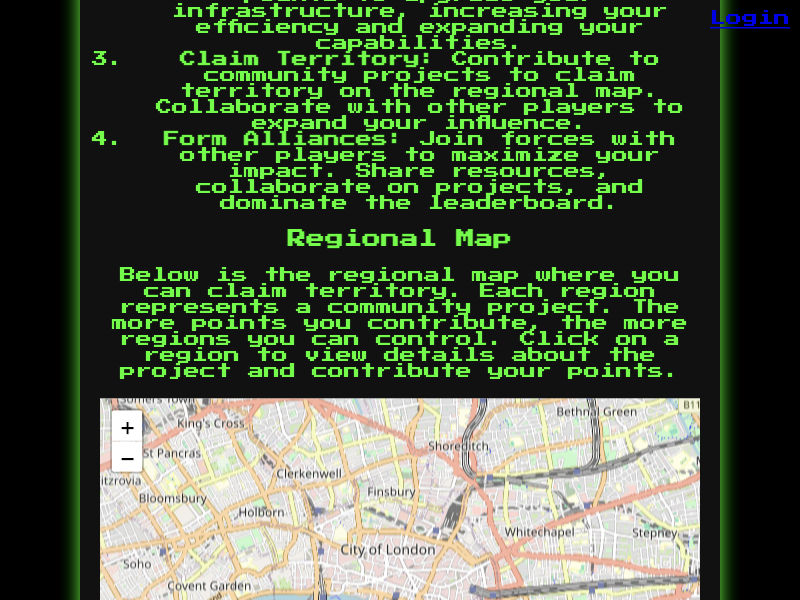 infrastructure, increasing your
efficiency and expanding your
capabilities.
3. Claim Territory: Contribute to
community projects to claim
territory on the regional map.
Collaborate with other players to
expand your influence.
4. Form Alliances: Join forces with
other players to maximize your
impact. Share resources,
collaborate on projects, and
dominate the leaderboard.
Login
Regional Map
Below is the regional map where you
can claim territory. Each region
represents a community project. The
more points you contribute, the more
regions you can control. Click on a
region to view details about the
project and contribute your points.
+
−
Somers Town
King's Cross
Bethnal Green
B11
St Pancras
Shoreditch
itzrovia
Clerkenwell
Bloomsbury
Finsbury
Holborn
Whitechapel
Stepney
City of London
Soho
Covent Garden